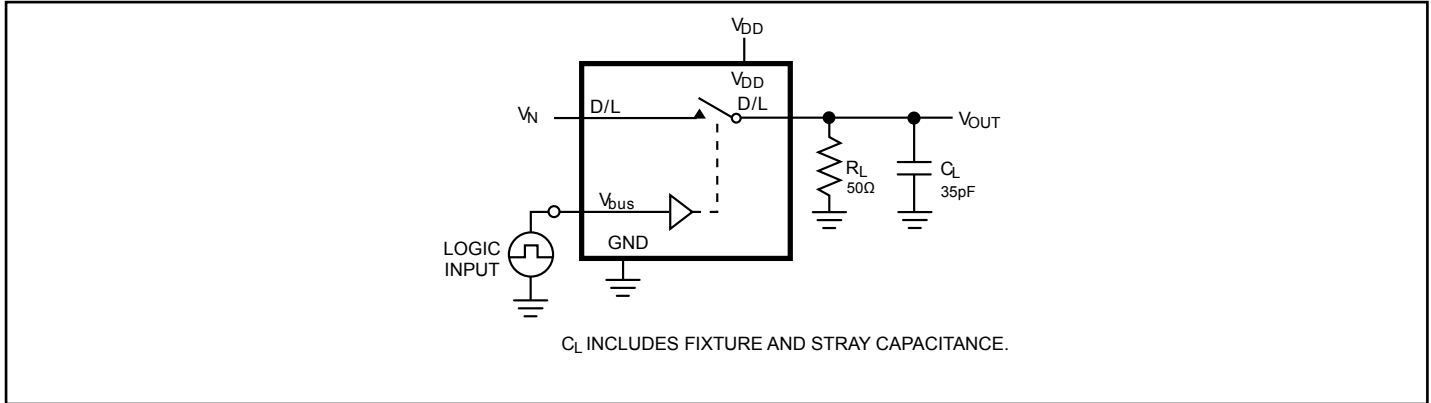 VDD
VDD
VN
D/L
D/L
VOUT
RL
50Ω
CL
35pF
Vbus
LOGIC
INPUT
GND
CL INCLUDES FIXTURE AND STRAY CAPACITANCE.